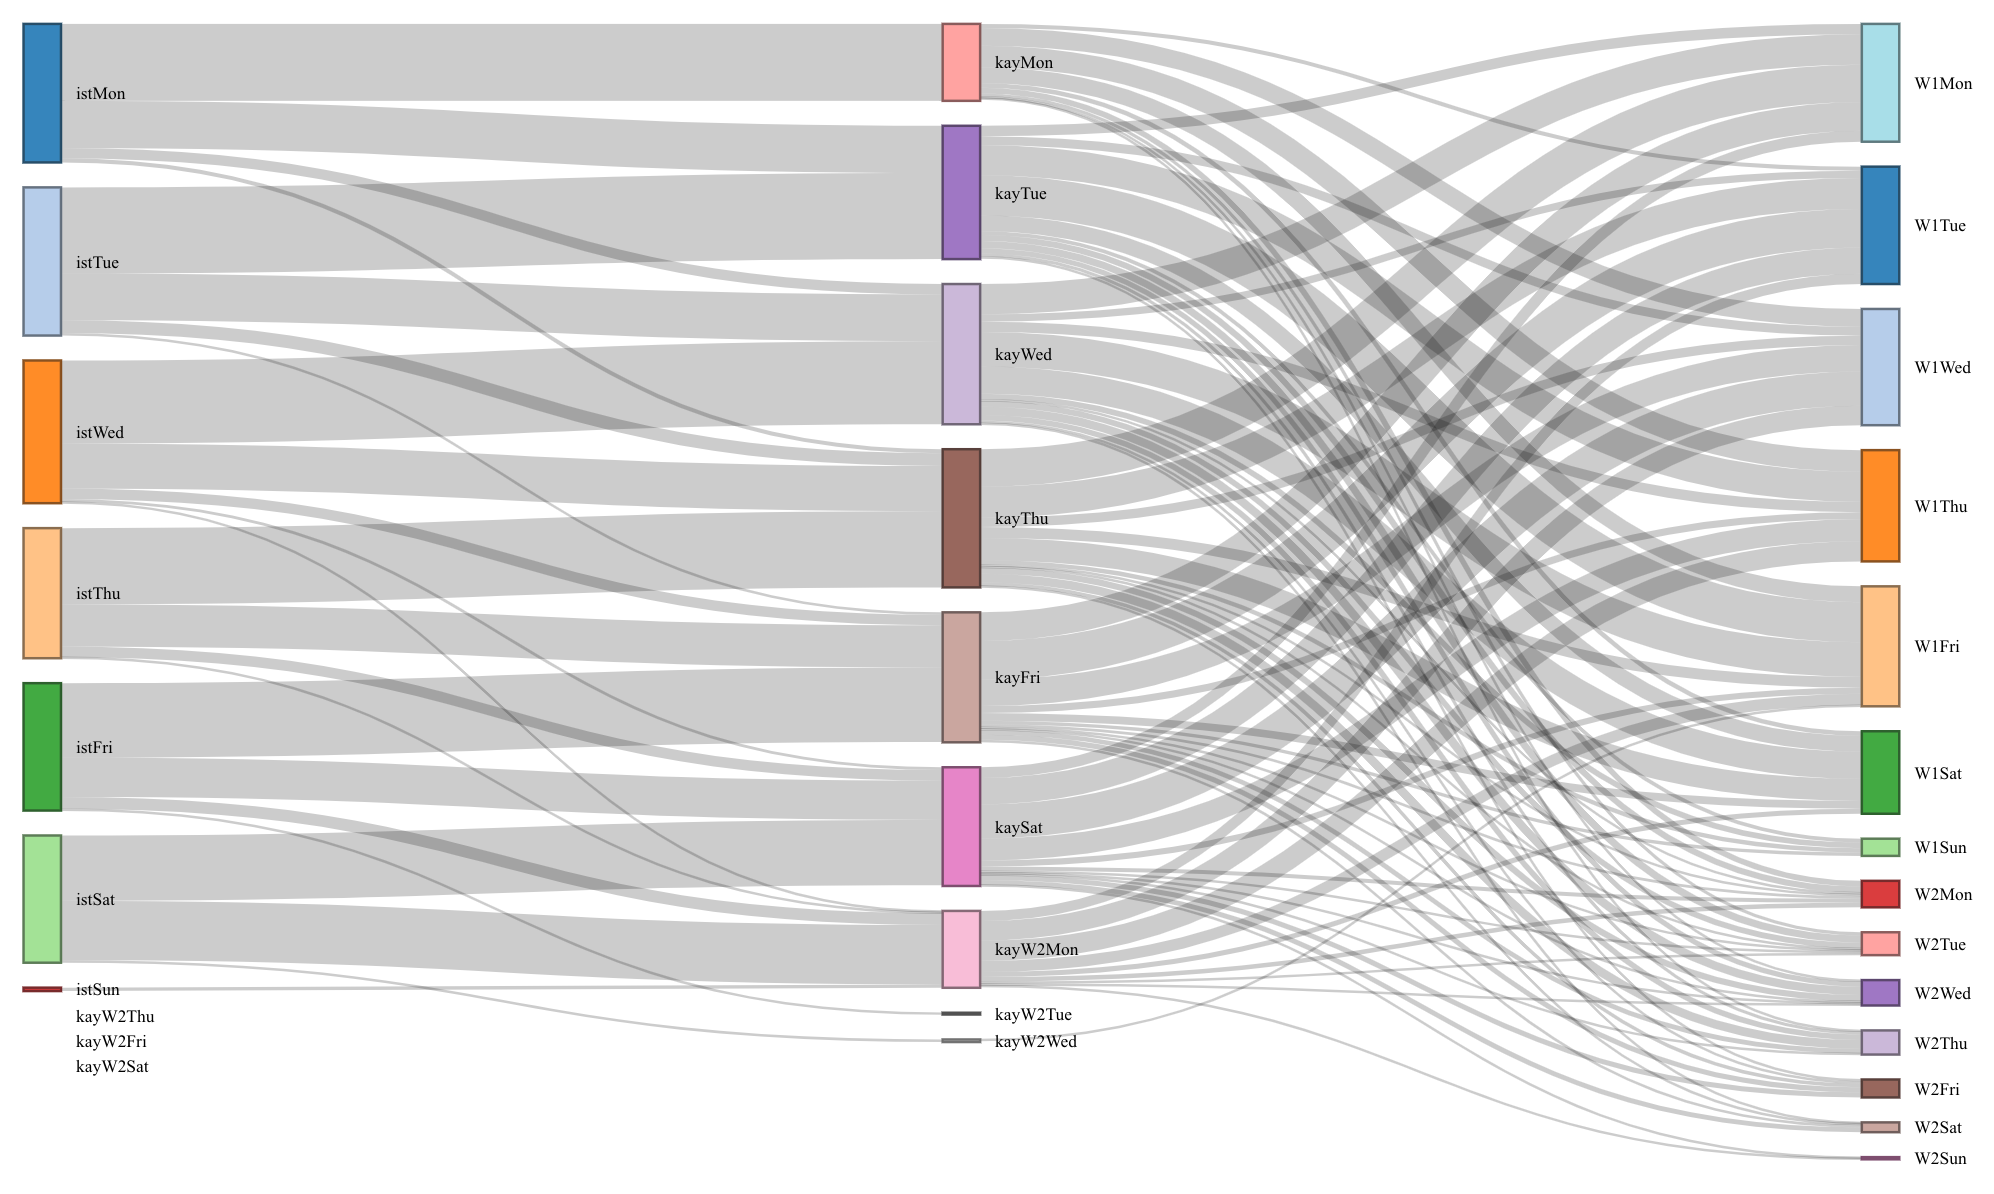 istMon
istTue
istWed
istThu
istFri
istSat
istSun
kayW2Thu
kayW2Fri
kayW2Sat
kayMon
kayTue
kayWed
kayThu
kayFri
kaySat
kayW2Mon
kayW2Tue
kayW2Wed
W1Mon
W1Tue
W1Wed
W1Thu
W1Fri
W1Sat
W1Sun
W2Mon
W2Tue
W2Wed
W2Thu
W2Fri
W2Sat
W2Sun